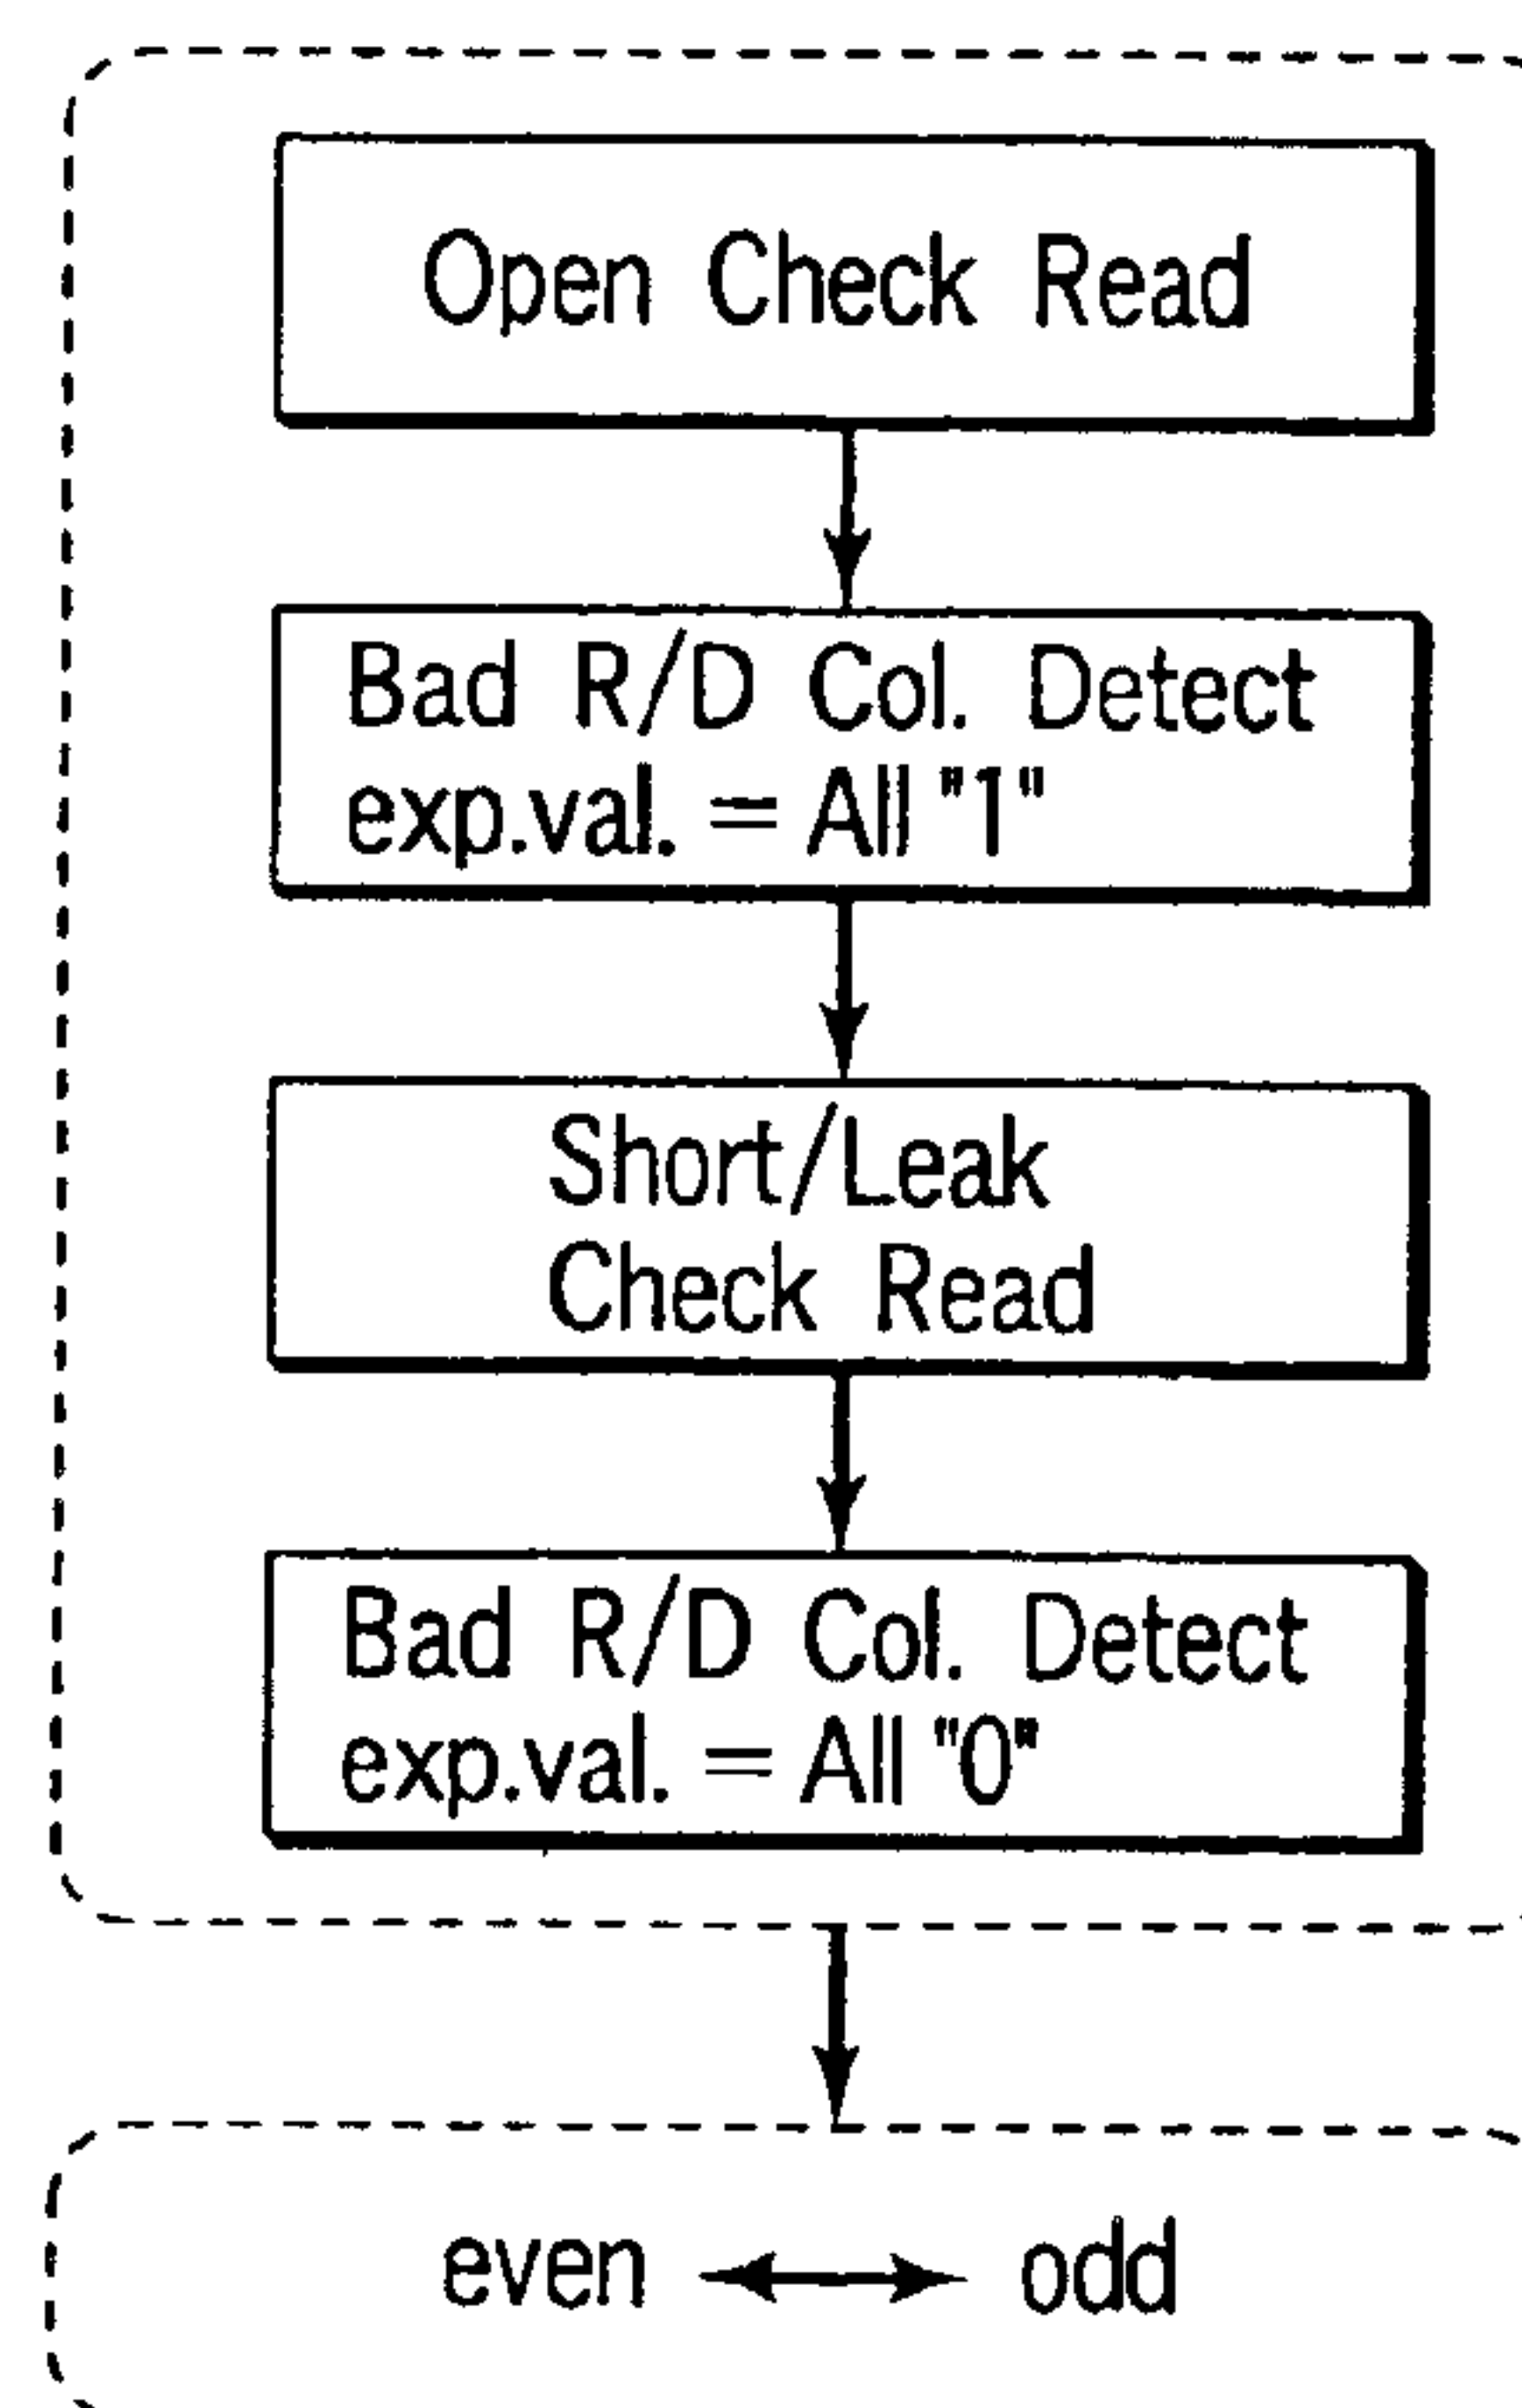 Open Check Read
Bad R/D Col. Detect
exp.val. = All "1"
Short/Leak
Check Read
Bad R/D Col. Detect
exp.val. = All "0"
even ↔ odd